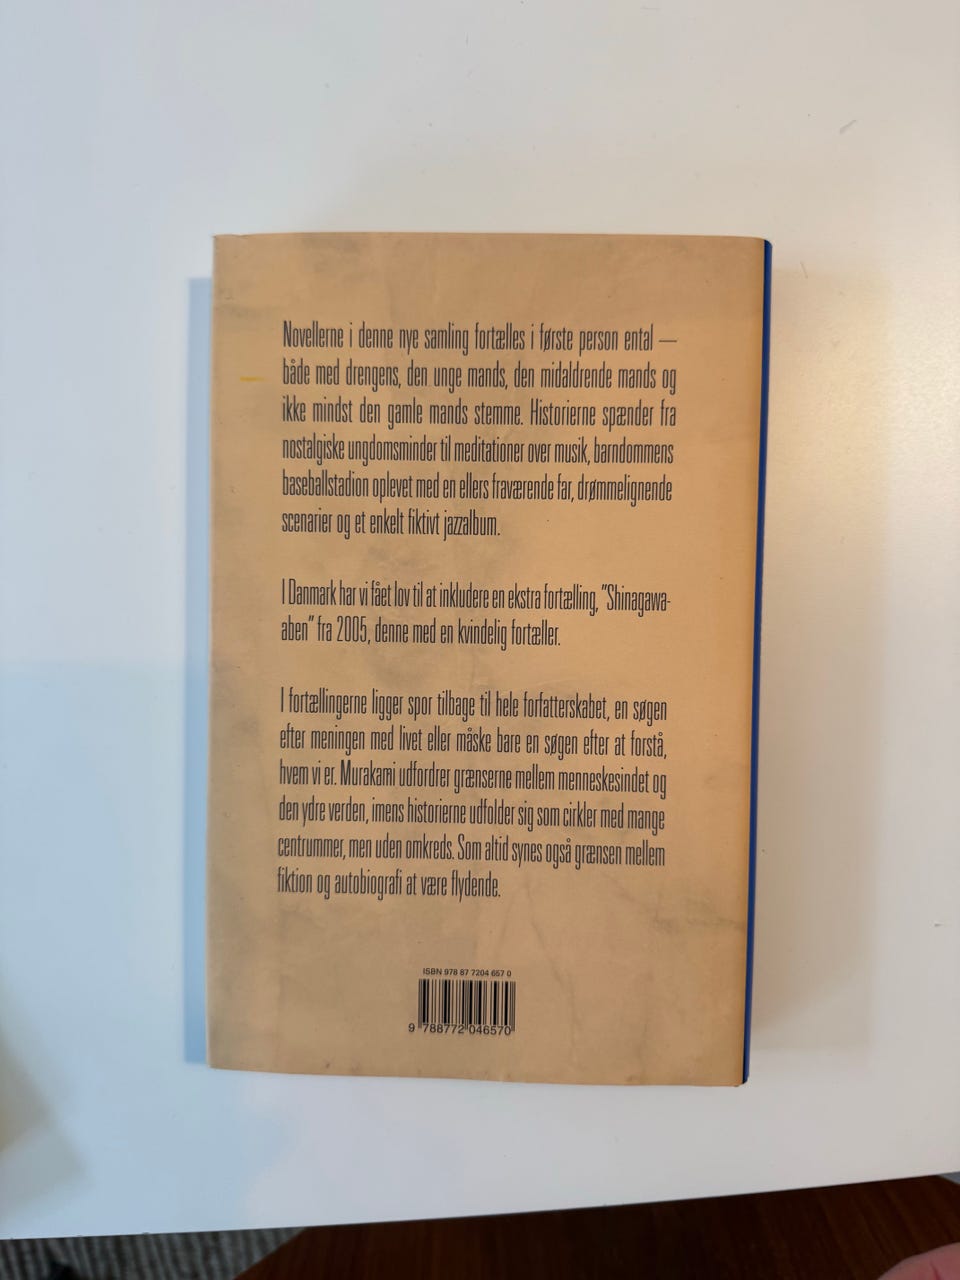 Novellerne i denne nye samling fortælles i første person ental —
både med drengens, den unge mands, den midaldrende mands og
ikke mindst den gamle mands stemme. Historierne spænder fra
nostalgiske ungdomsminder til meditationer over musik, barndommens
baseballstadion oplevet med en ellers fraværende far, drømmelignende
scenarier og et enkelt fiktivt jazzalbum.
I Danmark har vi fået lov til at inkludere en ekstra fortælling, ”Shinagawa-
aben” fra 2005, denne med en kvindelig fortæller.
I fortællingerne ligger spor tilbage til hele forfatterskabet, en søgen
efter meningen med livet eller måske bare en søgen efter at forstå,
hvem vi er. Murakami udfordrer grænserne mellem menneskesindet og
den ydre verden, imens historierne udfolder sig som cirkler med mange
centrummer, men uden omkreds. Som altid synes også grænsen mellem
fiktion og autobiografi at være flydende.
ISBN 978 87 7204 657 0
9 788772 046570